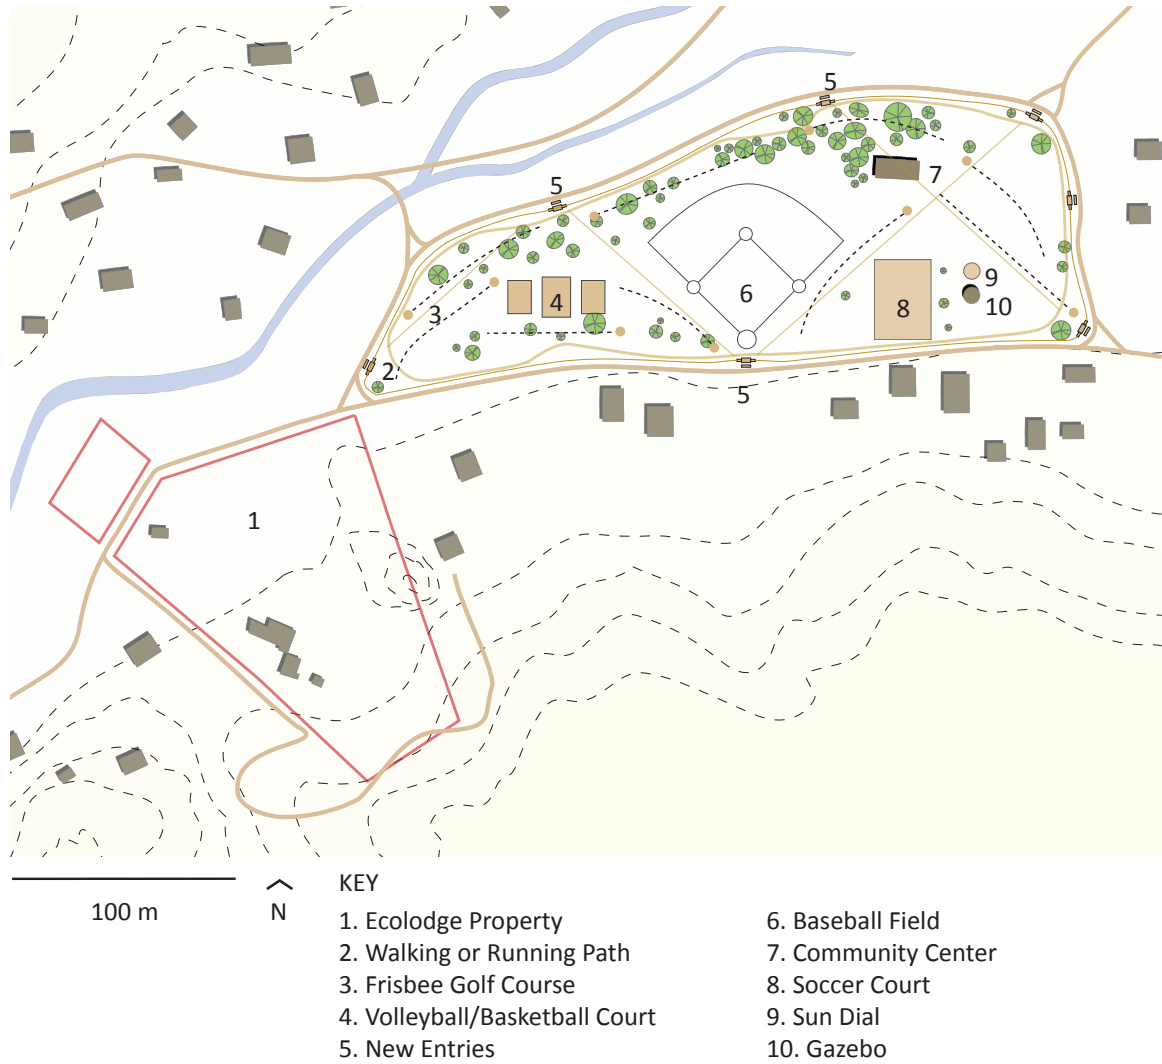 5
5
7
9
10
4
6
8
3
2
5
1
100 m
N
KEY
1. Ecolodge Property
2. Walking or Running Path
3. Frisbee Golf Course
4. Volleyball/Basketball Court
5. New Entries
6. Baseball Field
7. Community Center
8. Soccer Court
9. Sun Dial
10. Gazebo